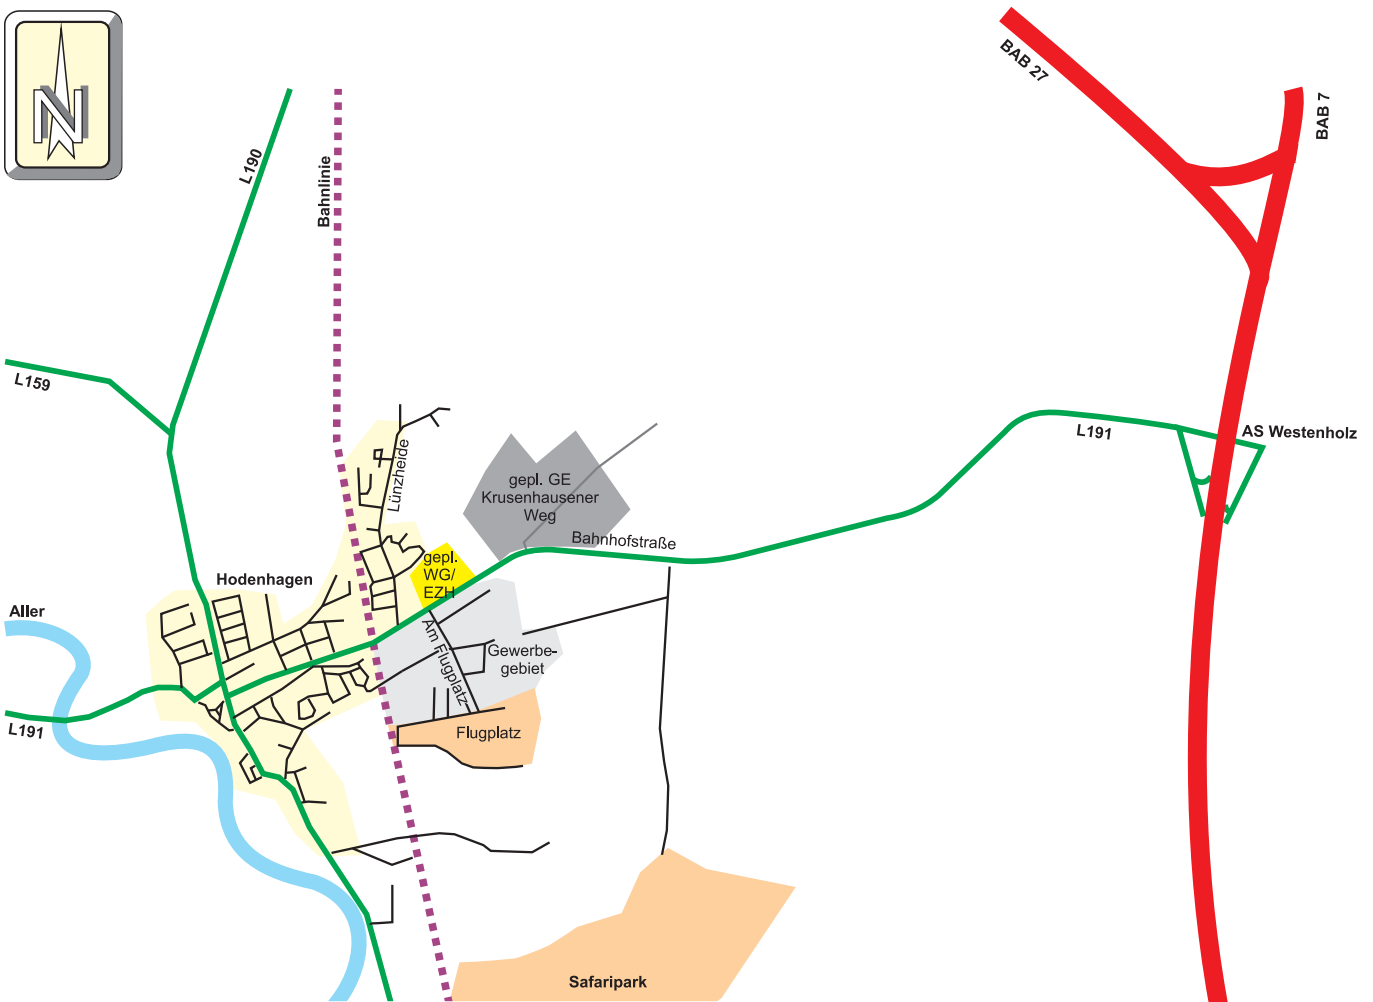 N
BAB 27
BAB 7
L190
Bahnlinie
L159
L191
AS Westenholz
Lünzheide
gepl. GE
Krusenhausener
Weg
Bahnhofstraße
gepl.
WG/
EZH
Hodenhagen
Aller
Am Flugplatz
Gewerbe-
gebiet
L191
Flugplatz
Safaripark